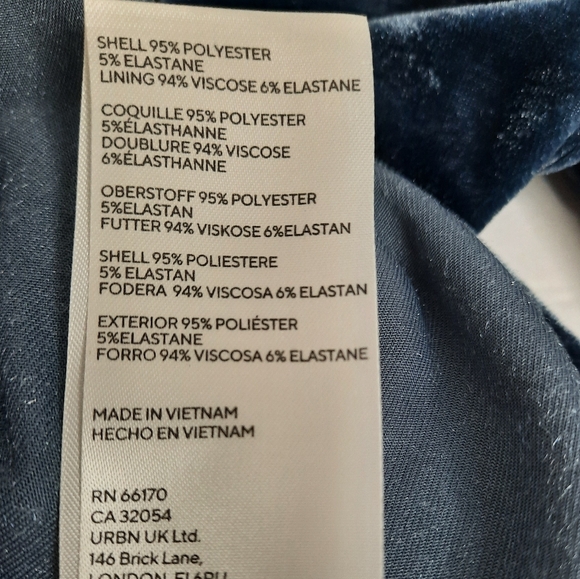 SHELL 95% POLYESTER
5% ELASTANE
LINING 94% VISCOSE 6% ELASTANE
COQUILLE 95% POLYESTER
5%ÉLASTHANNE
DOUBLURE 94% VISCOSE
6%ÉLASTHANNE
OBERSTOFF 95% POLYESTER
5%ELASTAN
FUTTER 94% VISKOSE 6%ELASTAN
SHELL 95% POLIESTERE
5% ELASTAN
FODERA 94% VISCOSA 6% ELASTAN
EXTERIOR 95% POLIÉSTER
5%ELASTANE
FORRO 94% VISCOSA 6% ELASTANE
MADE IN VIETNAM
HECHO EN VIETNAM
RN 66170
CA 32054
URBN UK Ltd.
146 Brick Lane,
LONDON,